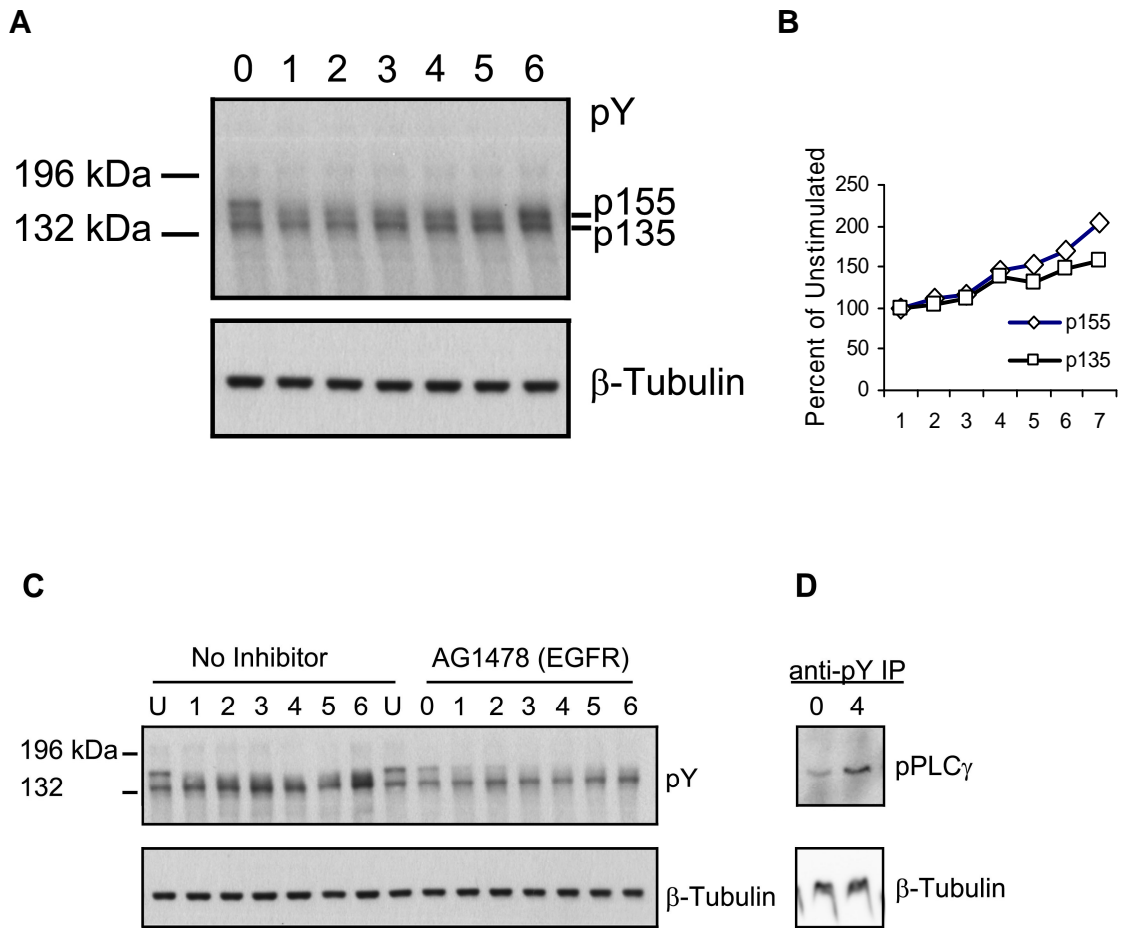 A
0 1 2 3 4 5 6
pY
196 kDa
p155
132 kDa
p135
β-Tubulin
B
Percent of Unstimulated
250
200
150
100
50
0
p155
p135
1 2 3 4 5 6 7
C
No Inhibitor AG1478 (EGFR)
U 1 2 3 4 5 6 U 0 1 2 3 4 5 6
196 kDa
132
pY
β-Tubulin
D
anti-pY IP
0 4
pPLCγ
β-Tubulin